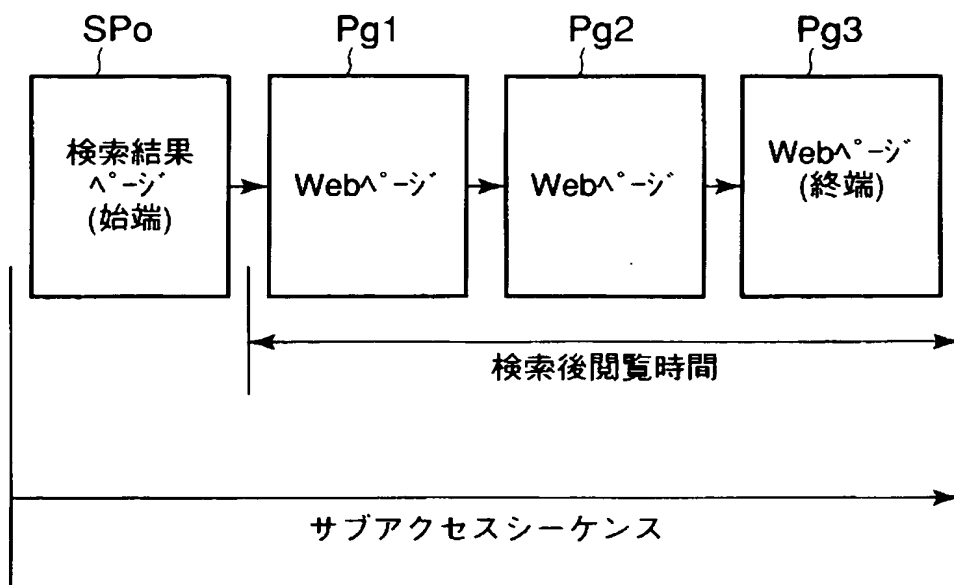 SPo
Pg1
Pg2
Pg3
検索結果
ﾍﾟｰｼﾞ
(始端)
Webﾍﾟｰｼﾞ
Webﾍﾟｰｼﾞ
Webﾍﾟｰｼﾞ
(終端)
検索後閲覧時間
サブアクセスシーケンス